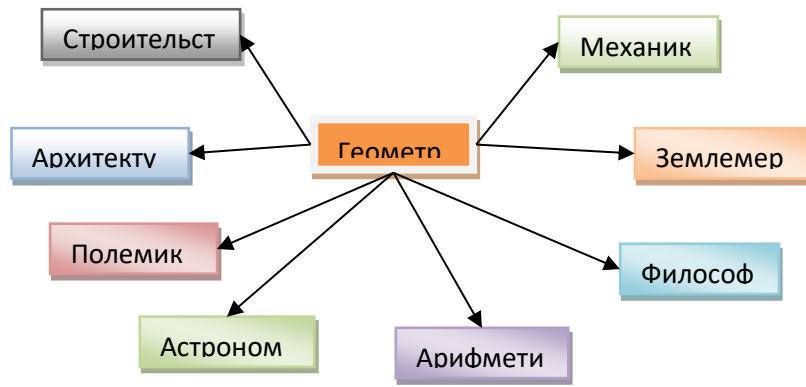 Строительст
Механик
Геометр
Архитекту
Землемер
Полемик
Философ
Астроном
Арифмети